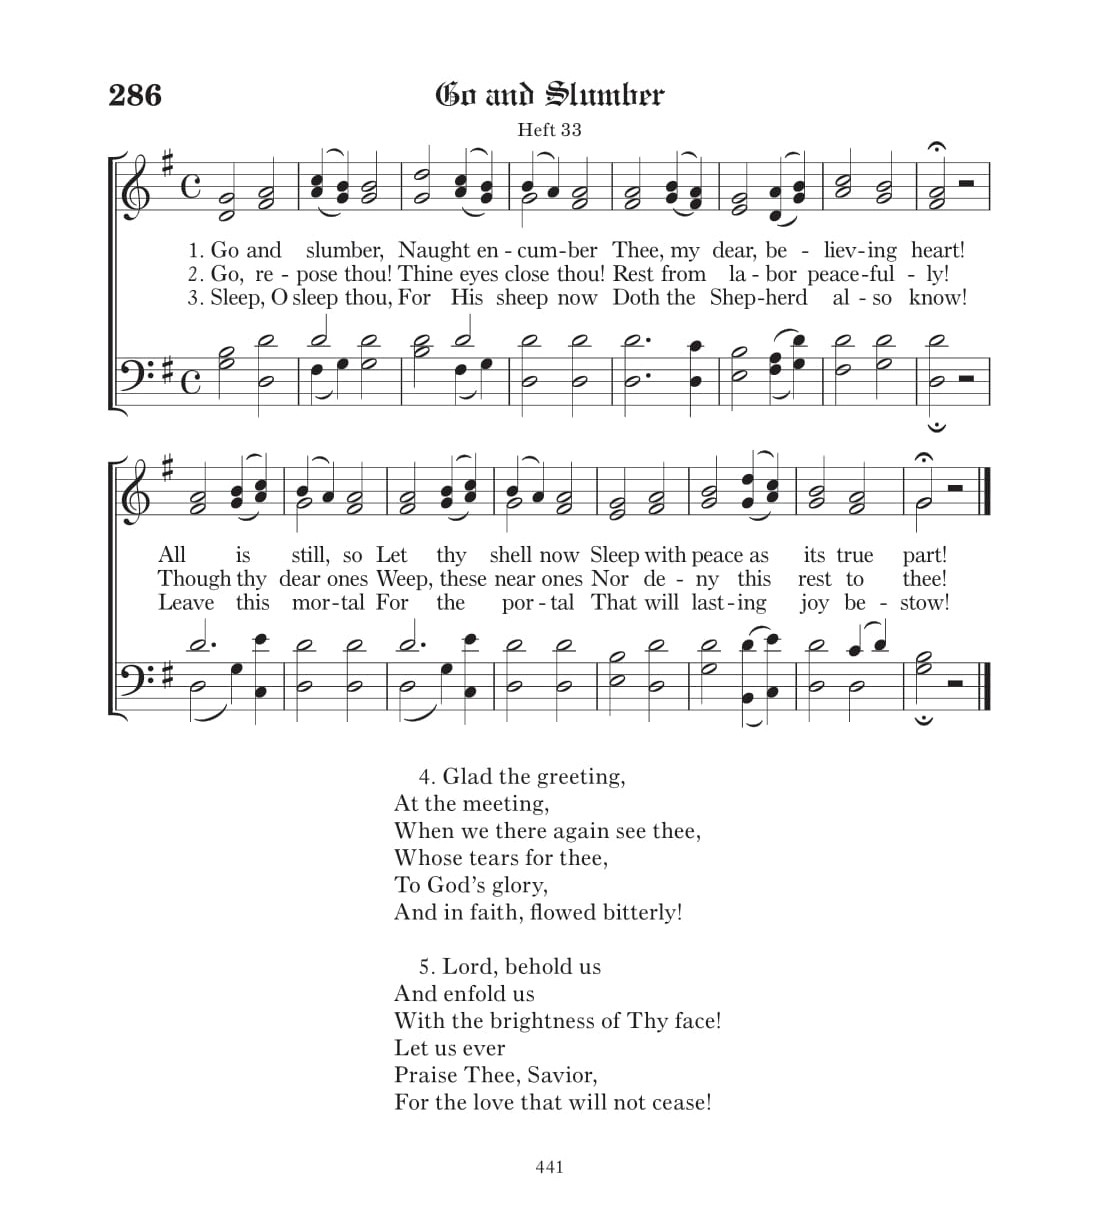 286
Go and Slumber
Heft 33
1. Go and slumber, Naught en - cum - ber Thee, my dear, be - liev - ing heart!
2. Go, re - pose thou! Thine eyes close thou! Rest from la - bor peace - ful - ly!
3. Sleep, O sleep thou, For His sheep now Doth the Shep - herd al - so know!
All is still, so Let thy shell now Sleep with peace as its true part!
Though thy dear ones Weep, these near ones Nor de - ny this rest to thee!
Leave this mor - tal For the por - tal That will last - ing joy be - stow!
4. Glad the greeting,
At the meeting,
When we there again see thee,
Whose tears for thee,
To God’s glory,
And in faith, flowed bitterly!
5. Lord, behold us
And enfold us
With the brightness of Thy face!
Let us ever
Praise Thee, Savior,
For the love that will not cease!
441